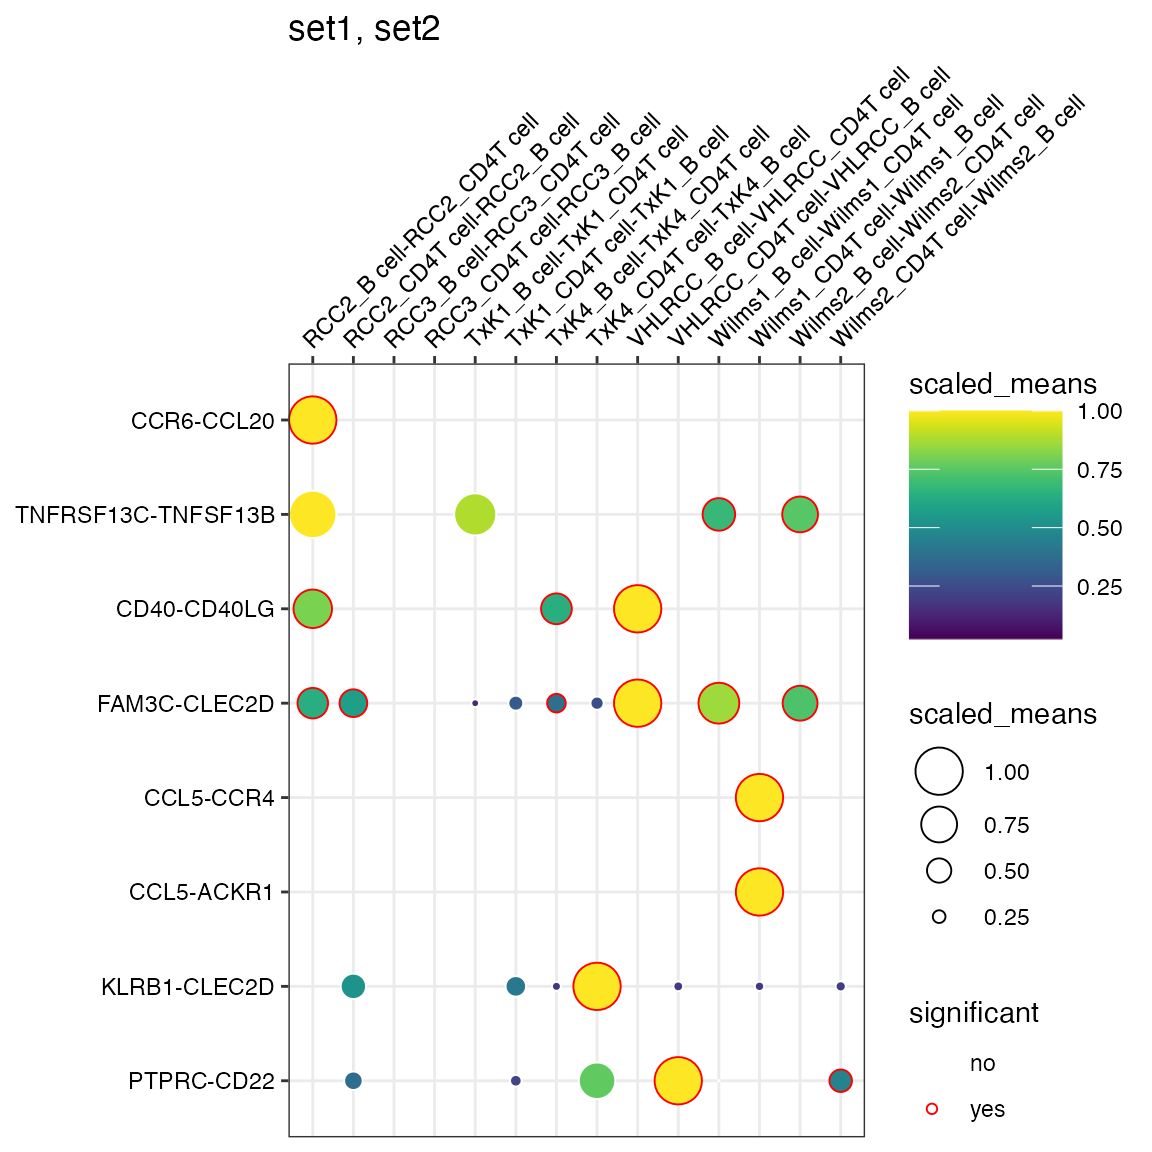 set1, set2
RCC2_B cell-RCC2_CD4T cell
RCC2_CD4T cell-RCC2_B cell
RCC3_B cell-RCC3_CD4T cell
RCC3_CD4T cell-RCC3_B cell
TxK1_B cell-TxK1_CD4T cell
TxK1_CD4T cell-TxK1_B cell
TxK4_B cell-TxK4_CD4T cell
TxK4_CD4T cell-TxK4_B cell
VHLRCC_B cell-VHLRCC_CD4T cell
VHLRCC_CD4T cell-VHLRCC_B cell
Wilms1_B cell-Wilms1_CD4T cell
Wilms1_CD4T cell-Wilms1_B cell
Wilms2_B cell-Wilms2_CD4T cell
Wilms2_CD4T cell-Wilms2_B cell
CCR6-CCL20
TNFRSF13C-TNFSF13B
CD40-CD40LG
FAM3C-CLEC2D
CCL5-CCR4
CCL5-ACKR1
KLRB1-CLEC2D
PTPRC-CD22
scaled_means
1.00
0.75
0.50
0.25
scaled_means
1.00
0.75
0.50
0.25
significant
no
yes